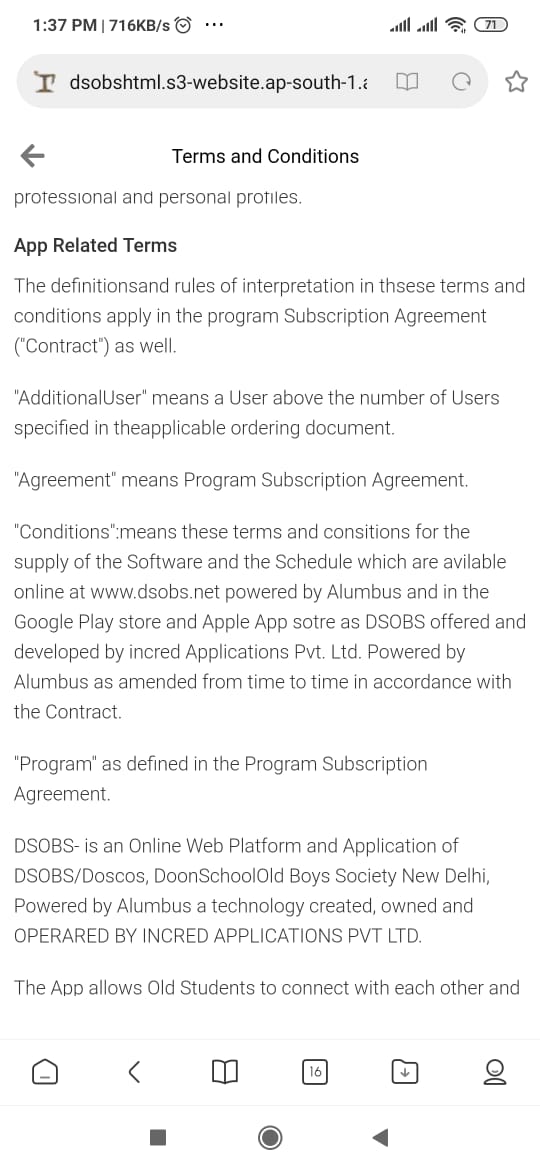 1:37 PM | 716KB/s ...
71
dsobshtml.s3-website.ap-south-1.a
Terms and Conditions
professional and personal profiles.
App Related Terms
The definitionsand rules of interpretation in thsese terms and
conditions apply in the program Subscription Agreement
("Contract") as well.
"AdditionalUser" means a User above the number of Users
specified in theapplicable ordering document.
"Agreement" means Program Subscription Agreement.
"Conditions":means these terms and consitions for the
supply of the Software and the Schedule which are avilable
online at www.dsobs.net powered by Alumbus and in the
Google Play store and Apple App sotre as DSOBS offered and
developed by incred Applications Pvt. Ltd. Powered by
Alumbus as amended from time to time in accordance with
the Contract.
"Program" as defined in the Program Subscription
Agreement.
DSOBS- is an Online Web Platform and Application of
DSOBS/Doscos, DoonSchoolOld Boys Society New Delhi,
Powered by Alumbus a technology created, owned and
OPERARED BY INCRED APPLICATIONS PVT LTD.
The App allows Old Students to connect with each other and
16